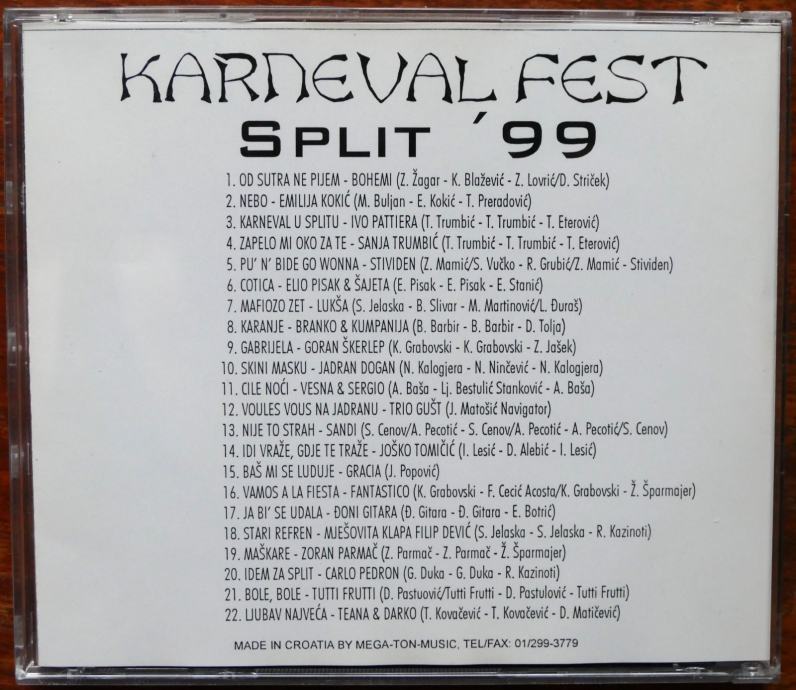 KARNEVAL FEST
SPLIT ´99
1. OD SUTRA NE PIJEM - BOHEMI (Z. Žagar - K. Blažević - Z. Lovrić/D. Striček)
2. NEBO - EMILIJA KOKIĆ (M. Buljan - E. Kokić - T. Preradović)
3. KARNEVAL U SPLITU - IVO PATTIERA (T. Trumbić - T. Trumbić - T. Eterović)
4. ZAPELO MI OKO ZA TE - SANJA TRUMBIĆ (T. Trumbić - T. Trumbić - T. Eterović)
5. PU' N' BIDE GO WONNA - STIVIDEN (Z. Mamić/S. Vučko - R. Grubić/Z. Mamić - Stividen)
6. COTICA - ELIO PISAK & ŠAJETA (E. Pisak - E. Pisak - E. Stanić)
7. MAFIOZO ZET - LUKŠA (S. Jelaska - B. Slivar - M. Martinović/L. Đuraš)
8. KARANJE - BRANKO & KUMPANIJA (B. Barbir - B. Barbir - D. Tolja)
9. GABRIJELA - GORAN ŠKERLEP (K. Grabovski - K. Grabovski - Z. Jašek)
10. SKINI MASKU - JADRAN DOGAN (N. Kalogjera - N. Ninčević - N. Kalogjera)
11. CILE NOĆI - VESNA & SERGIO (A. Baša - Lj. Bestulić Stanković - A. Baša)
12. VOULES VOUS NA JADRANU - TRIO GUŠT (J. Matošić Navigator)
13. NIJE TO STRAH - SANDI (S. Cenov/A. Pecotić - S. Cenov/A. Pecotić - A. Pecotić/S. Cenov)
14. IDI VRAŽE, GDJE TE TRAŽE - JOŠKO TOMIČIĆ (I. Lesić - D. Alebić - I. Lesić)
15. BAŠ MI SE LUDUJE - GRACIA (J. Popović)
16. VAMOS A LA FIESTA - FANTASTICO (K. Grabovski - F. Cecić Acosta/K. Grabovski - Ž. Šparmajer)
17. JA BI' SE UDALA - ĐONI GITARA (Đ. Gitara - Đ. Gitara - E. Botrić)
18. STARI REFREN - MJEŠOVITA KLAPA FILIP DEVIĆ (S. Jelaska - S. Jelaska - R. Kazinoti)
19. MAŠKARE - ZORAN PARMAČ (Z. Parmač - Z. Parmač - Ž. Šparmajer)
20. IDEM ZA SPLIT - CARLO PEDRON (G. Duka - G. Duka - R. Kazinoti)
21. BOLE, BOLE - TUTTI FRUTTI (D. Pastuović/Tutti Frutti - D. Pastulović - Tutti Frutti)
22. LJUBAV NAJVEĆA - TEANA & DARKO (T. Kovačević - T. Kovačević - D. Matičević)
MADE IN CROATIA BY MEGA-TON-MUSIC, TEL/FAX: 01/299-3779